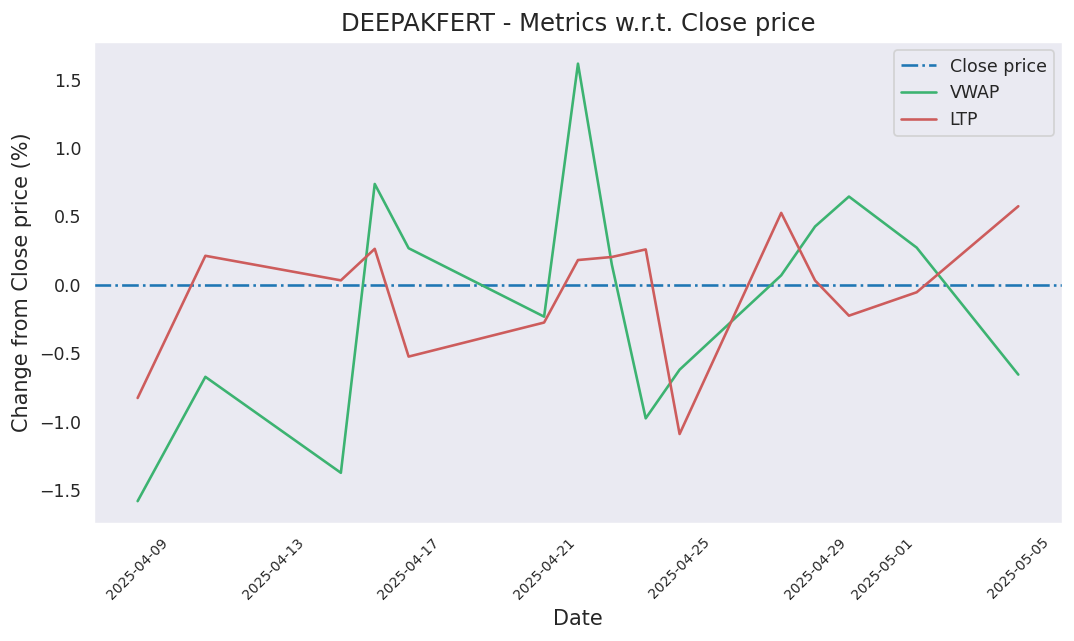 DEEPAKFERT - Metrics w.r.t. Close price
Close price
VWAP
LTP
Change from Close price (%)
1.5
1.0
0.5
0.0
−0.5
−1.0
−1.5
2025-04-09
2025-04-13
2025-04-17
2025-04-21
2025-04-25
2025-04-29
2025-05-01
2025-05-05
Date